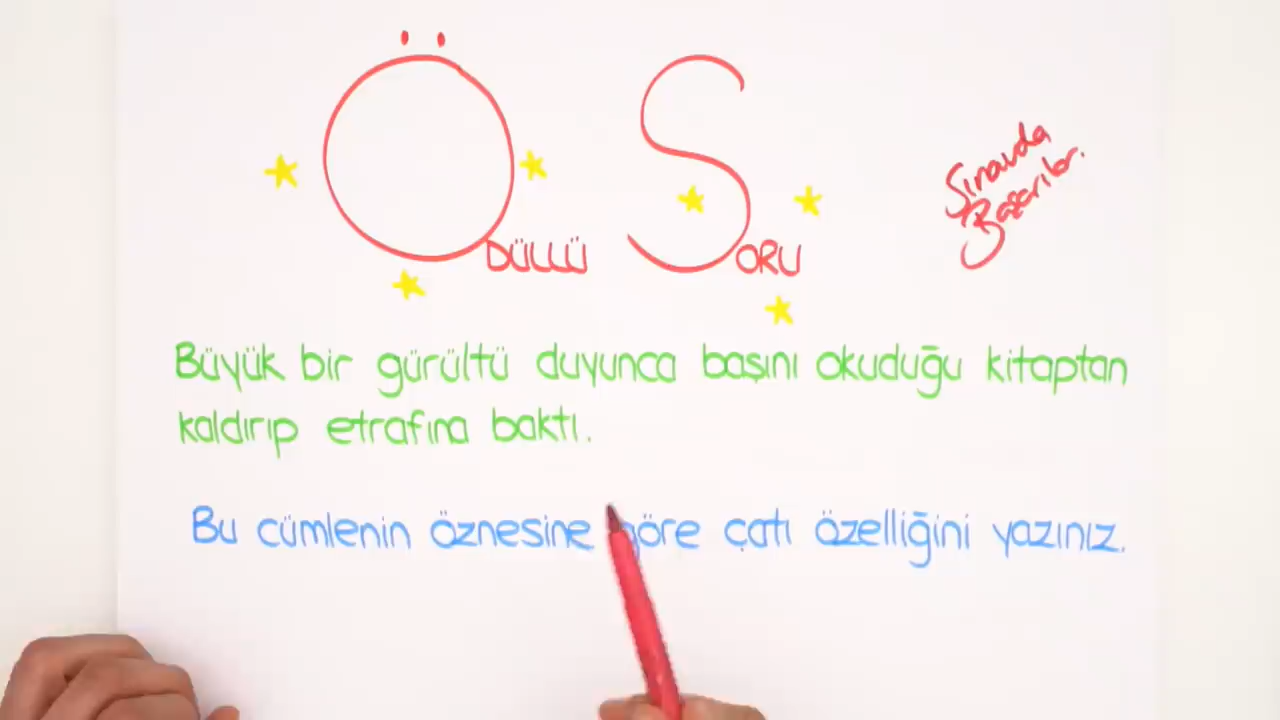 ÖDÜLLÜ SORU
Sınavda
Başarılar.
Büyük bir gürültü duyunca başını okuduğu kitaptan
kaldırıp etrafına baktı.
Bu cümlenin öznesine göre çatı özelliğini yazınız.